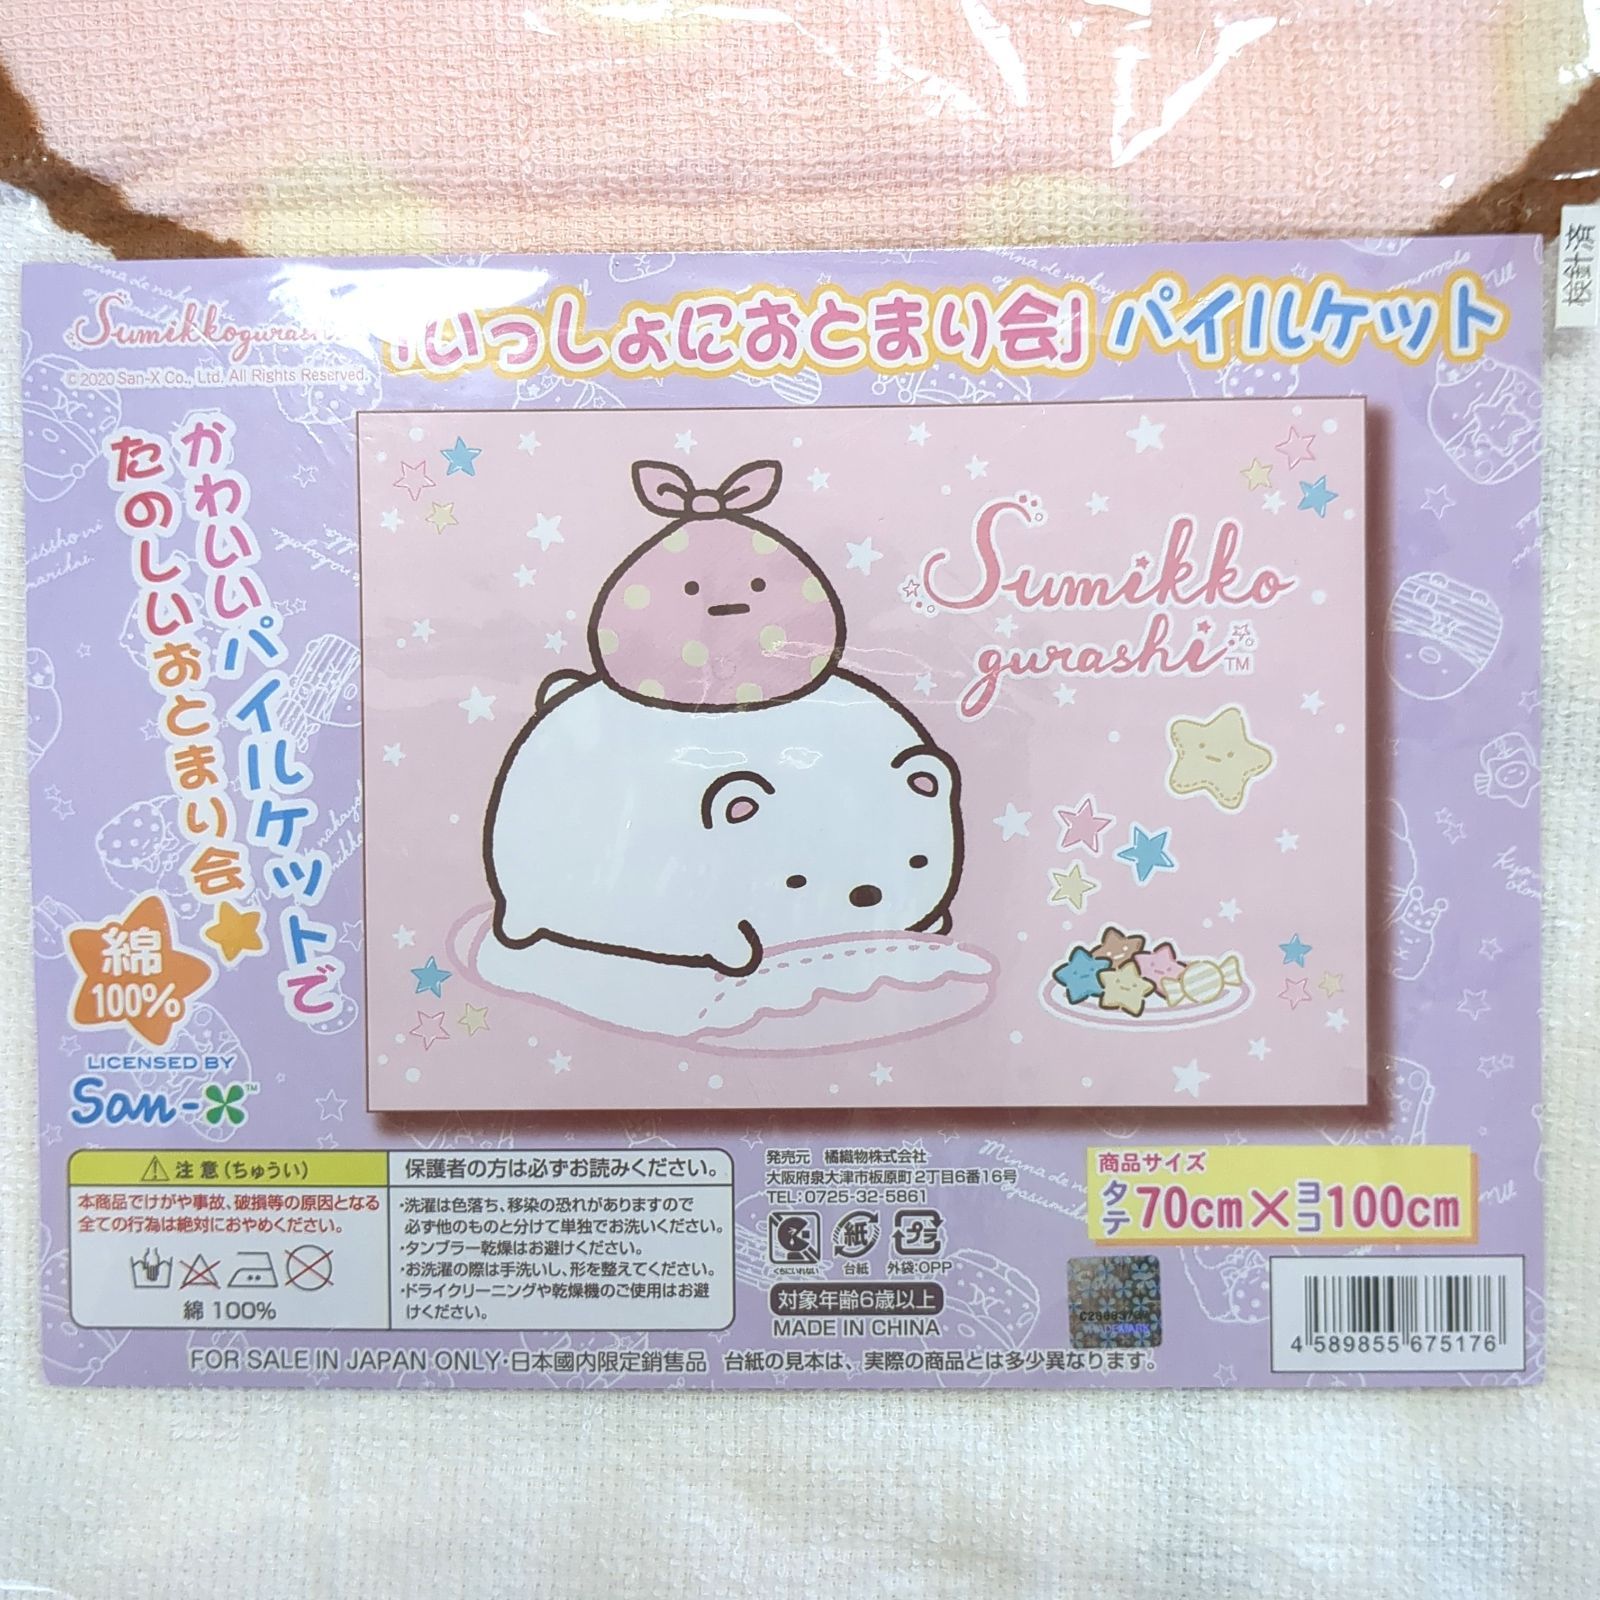 Sumikkogurashi
「いっしょにおとまり会」パイルケット
©2020 San-X Co., Ltd. All Rights Reserved.
かわいいパイルケットで
たのしいおとまり会
綿
100%
LICENSED BY
San-X™
Sumikko
gurashi™
注意(ちゅうい)
本商品でけがや事故、破損等の原因となる
全ての行為は絶対におやめください。
綿 100%
保護者の方は必ずお読みください。
・洗濯は色落ち、移染の恐れがありますので
必ず他のものと分けて単独でお洗いください。
・タンブラー乾燥はお避けください。
・お洗濯の際は手洗いし、形を整えてください。
・ドライクリーニングや乾燥機のご使用はお避
けください。
発売元 橘織物株式会社
大阪府泉大津市板原町2丁目6番16号
TEL:0725-32-5861
くちにいれない
紙
台紙
プラ
外袋:OPP
対象年齢6歳以上
MADE IN CHINA
商品サイズ
タテ70cm×ヨコ100cm
4 589855 675176
FOR SALE IN JAPAN ONLY・日本國内限定銷售品 台紙の見本は、実際の商品とは多少異なります。
検針済